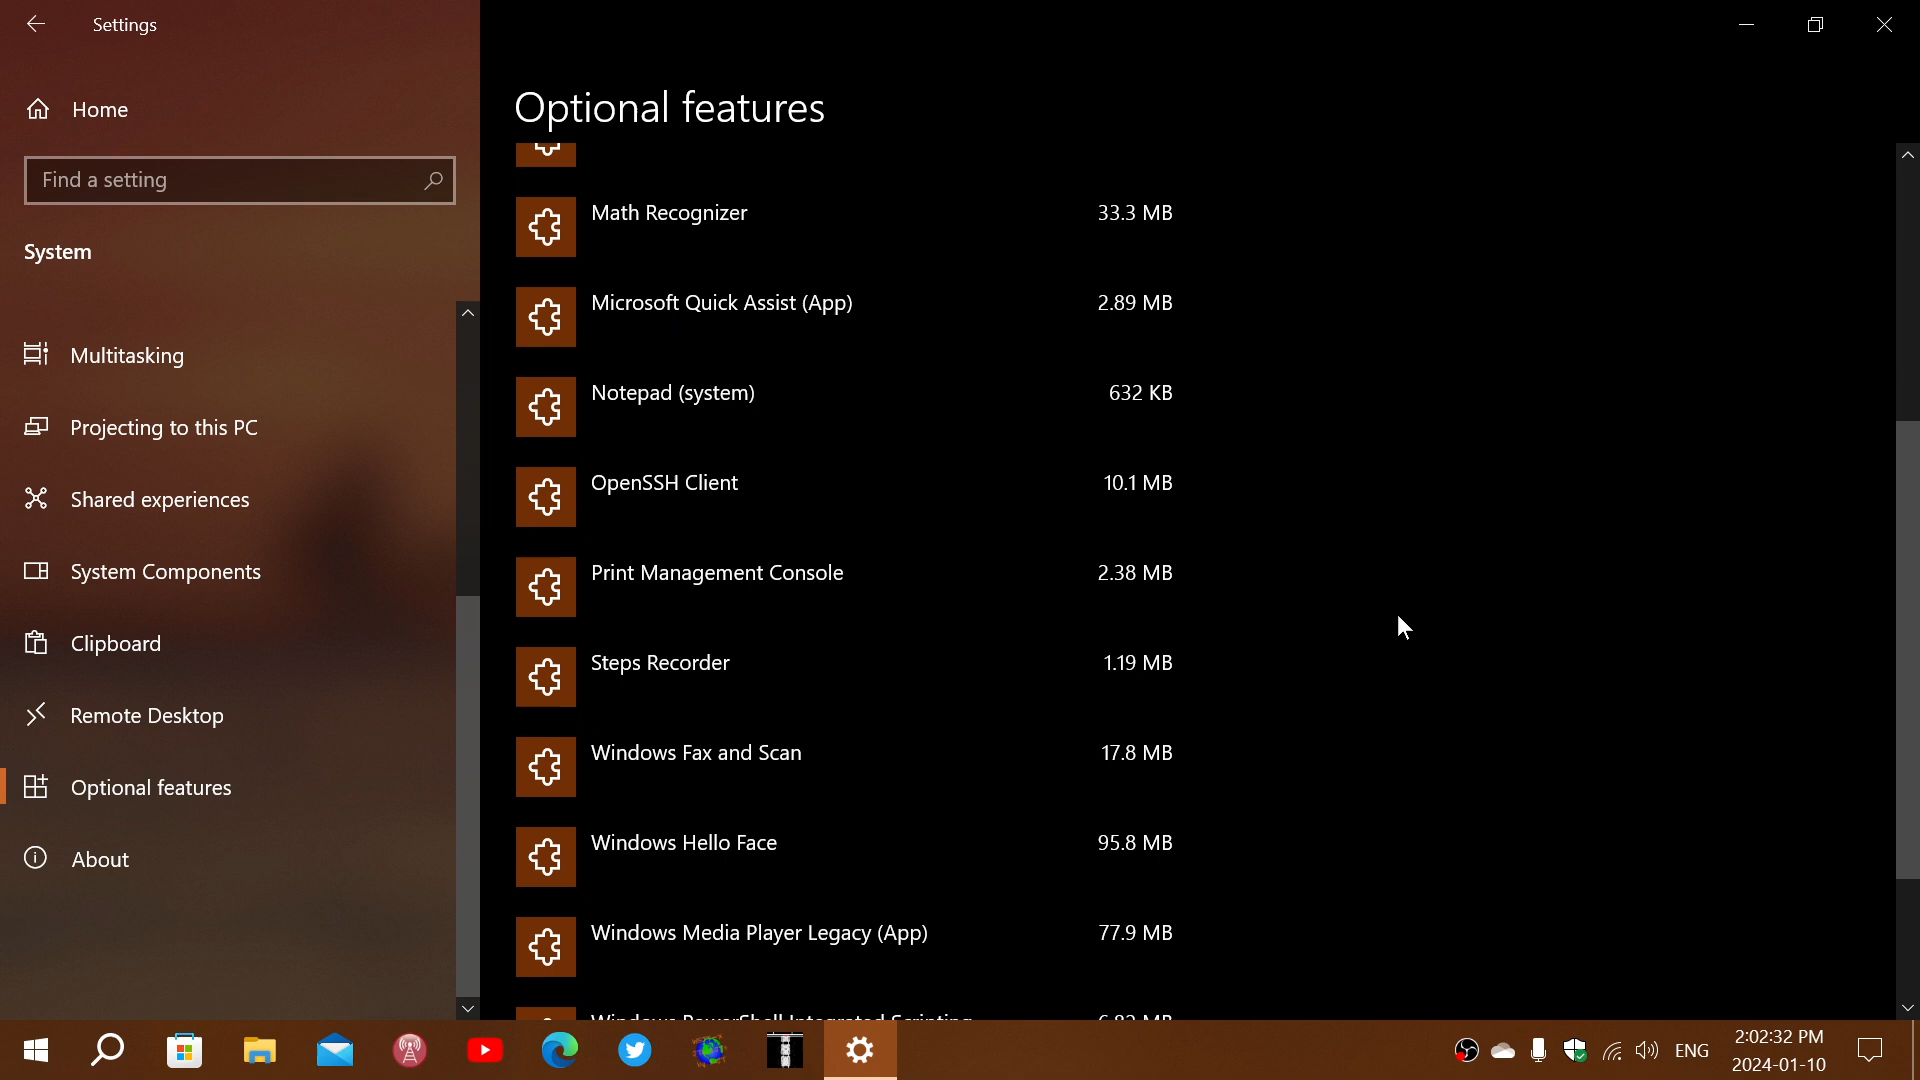 Settings
Home
Find a setting
System
Multitasking
Projecting to this PC
Shared experiences
System Components
Clipboard
Remote Desktop
Optional features
About
Optional features
Math Recognizer 33.3 MB
Microsoft Quick Assist (App) 2.89 MB
Notepad (system) 632 KB
OpenSSH Client 10.1 MB
Print Management Console 2.38 MB
Steps Recorder 1.19 MB
Windows Fax and Scan 17.8 MB
Windows Hello Face 95.8 MB
Windows Media Player Legacy (App) 77.9 MB
Windows PowerShell Integrated Scripting 6.82 MB
ENG
2:02:32 PM
2024-01-10